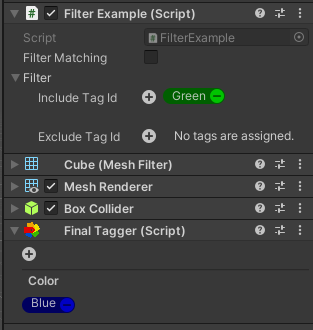 Filter Example (Script)
Script FilterExample
Filter Matching
Filter
Include Tag Id Green
Exclude Tag Id No tags are assigned.
Cube (Mesh Filter)
Mesh Renderer
Box Collider
Final Tagger (Script)
Color
Blue